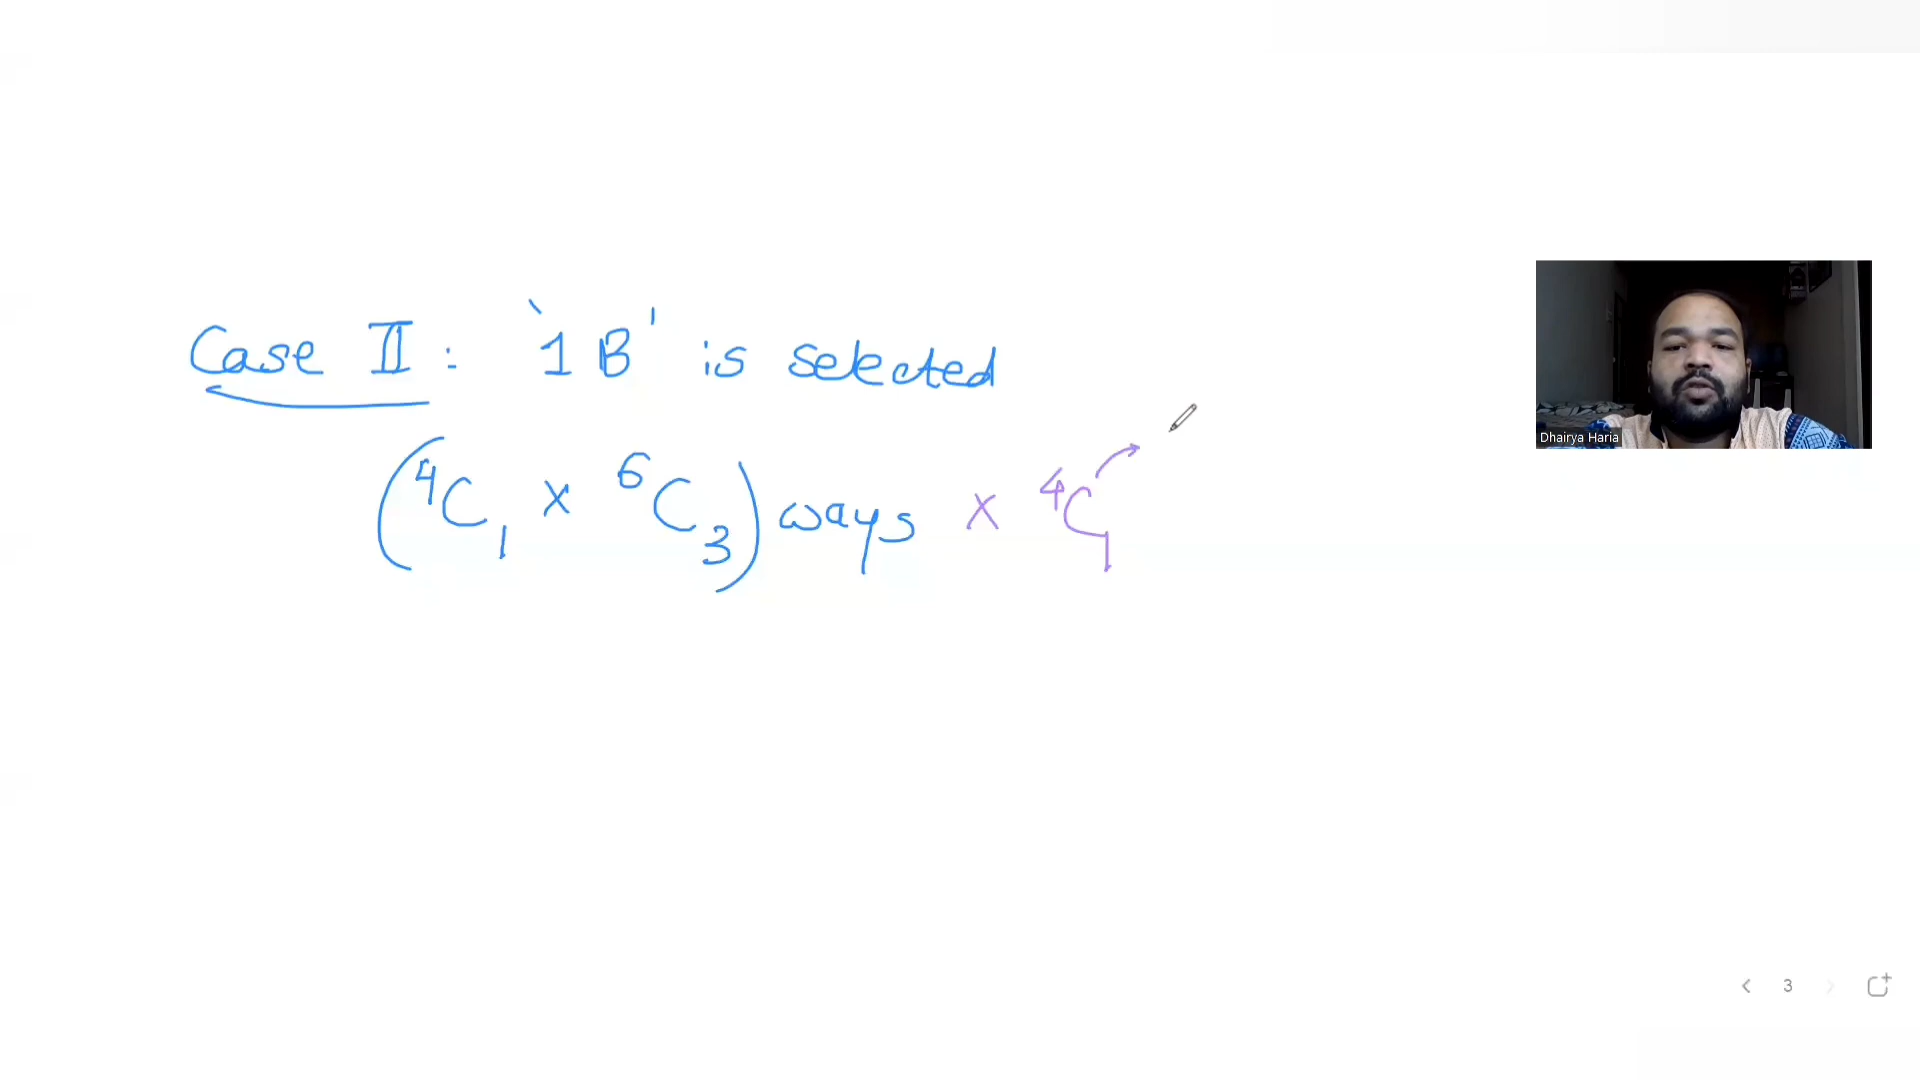 Case II : '1 B' is selected
(⁴C₁ x ⁶C₃) ways x ⁴C₁
Dhairya Haria
< 3 >